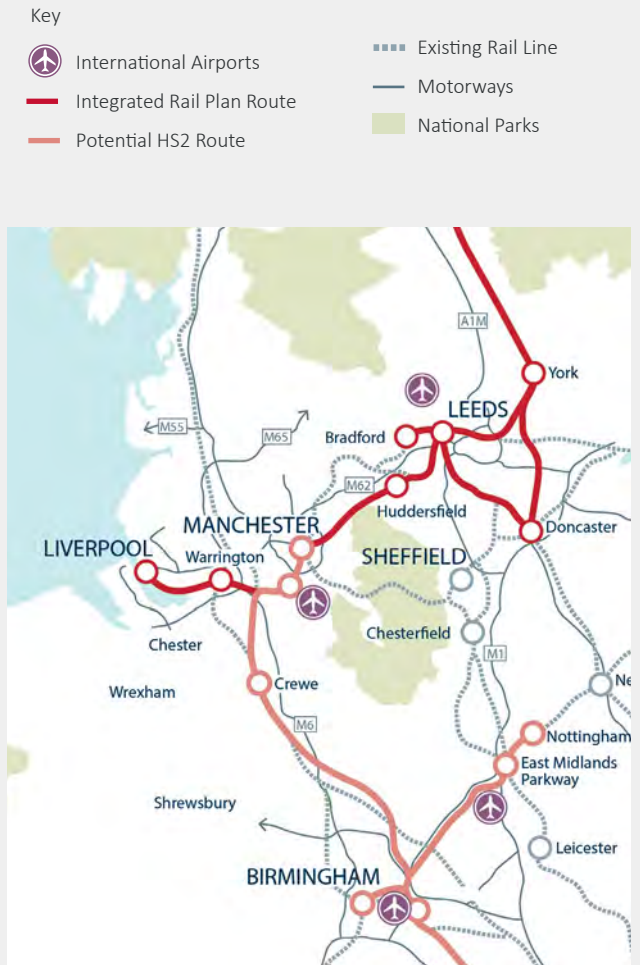 Key
International Airports
Integrated Rail Plan Route
Potential HS2 Route
Existing Rail Line
Motorways
National Parks
A1M
York
LEEDS
M55
M65
Bradford
M62
Huddersfield
MANCHESTER
Doncaster
LIVERPOOL
Warrington
SHEFFIELD
Chester
Chesterfield
M1
Wrexham
Crewe
Ne
M6
Nottingham
East Midlands
Parkway
Shrewsbury
Leicester
BIRMINGHAM